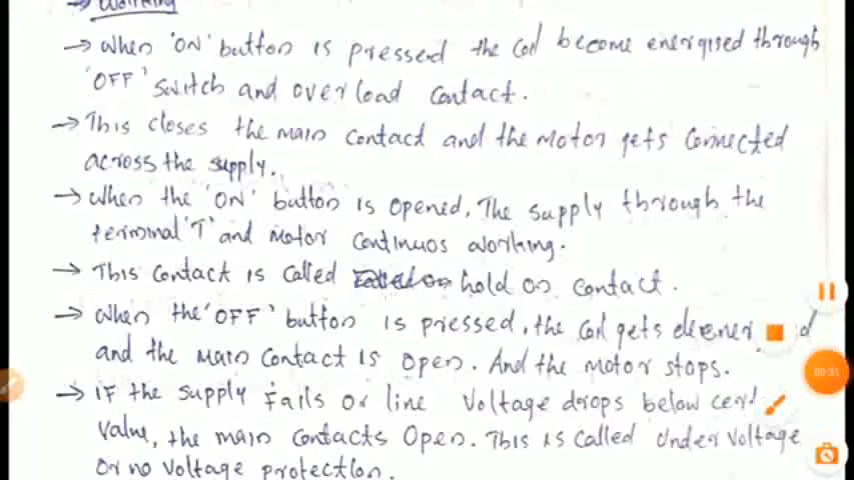 → Working
→ When 'ON' button is pressed the Coil become energised through
'OFF' Switch and overload Contact.
→ This closes the main Contact and the Motor gets Connected
across the supply.
→ When the 'ON' button is opened. The supply through the
terminal 'T' and Motor Continuos working.
→ This Contact is called hold on contact.
→ When the 'OFF' button is pressed, the Coil gets
and the Main Contact is open. And the motor stops.
→ If the supply fails or line Voltage drops below
Value, the main Contacts Open. This is called Under Voltage
Or no Voltage protection.
00:31